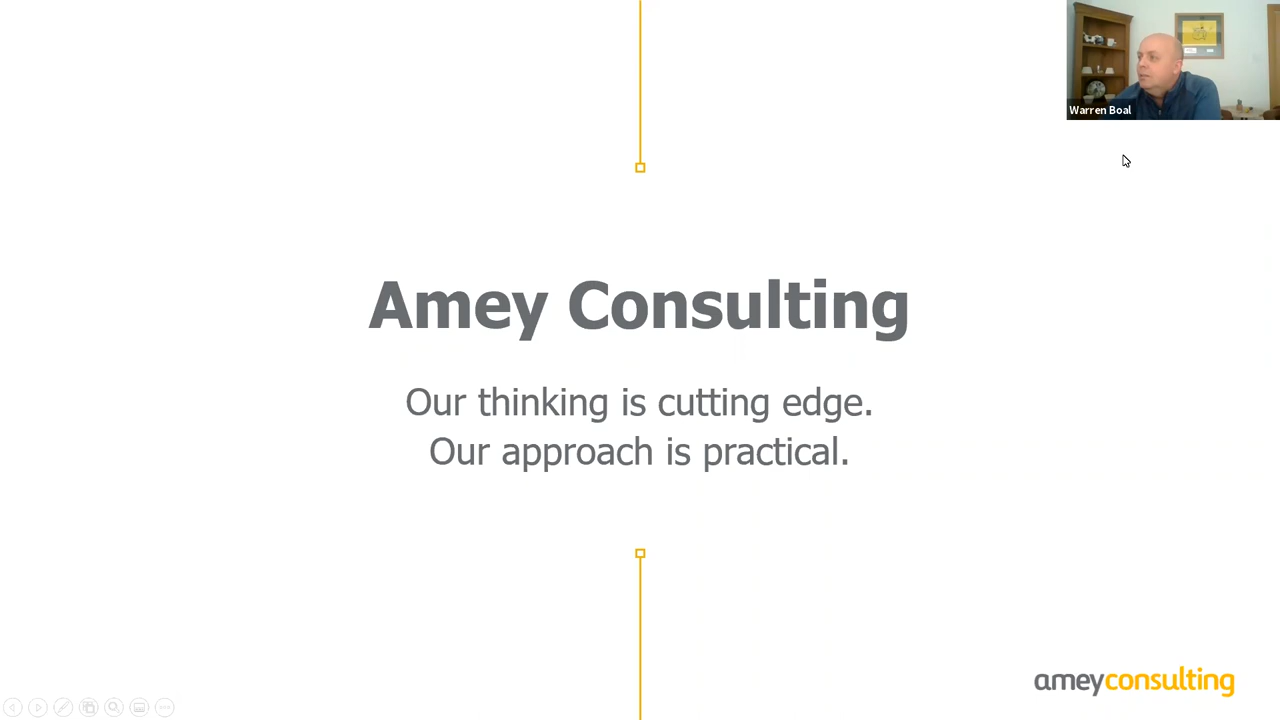 Warren Boal
Amey Consulting
Our thinking is cutting edge.
Our approach is practical.
ameyconsulting